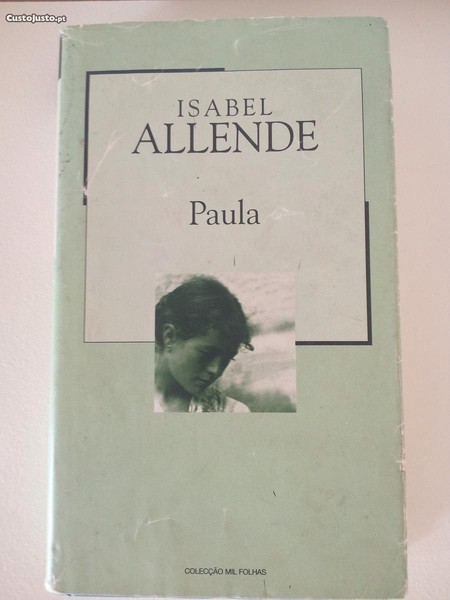 CustoJusto.pt
ISABEL
ALLENDE
Paula
COLECÇÃO MIL FOLHAS